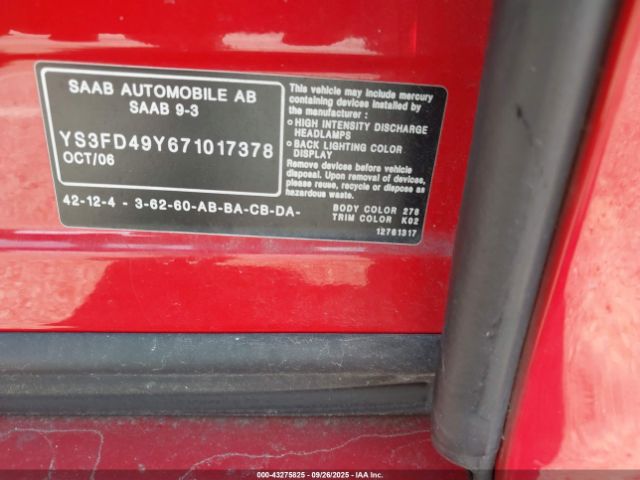 SAAB AUTOMOBILE AB
SAAB 9-3
YS3FD49Y671017378
OCT/06
42-12-4 - 3-62-60-AB-BA-CB-DA-
This vehicle may include mercury
containing devices installed by
the manufacturer :
HIGH INTENSITY DISCHARGE
HEADLAMPS
BACK LIGHTING COLOR
DISPLAY
Remove devices before vehicle
disposal. Upon removal of devices,
please reuse, recycle or dispose as
hazardous waste.
BODY COLOR 276
TRIM COLOR K02
12761317
000-43275825 09/26/2025 - IAA Inc.